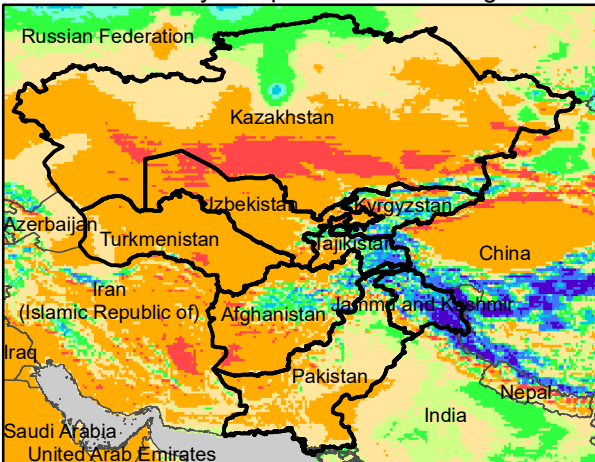 Russian Federation
Kazakhstan
Uzbekistan
Kyrgyzstan
Azerbaijan
Turkmenistan
Tajikistan
China
Iran
(Islamic Republic of)
Afghanistan
Jammu and Kashmir
Iraq
Pakistan
Nepal
India
Saudi Arabia
United Arab Emirates